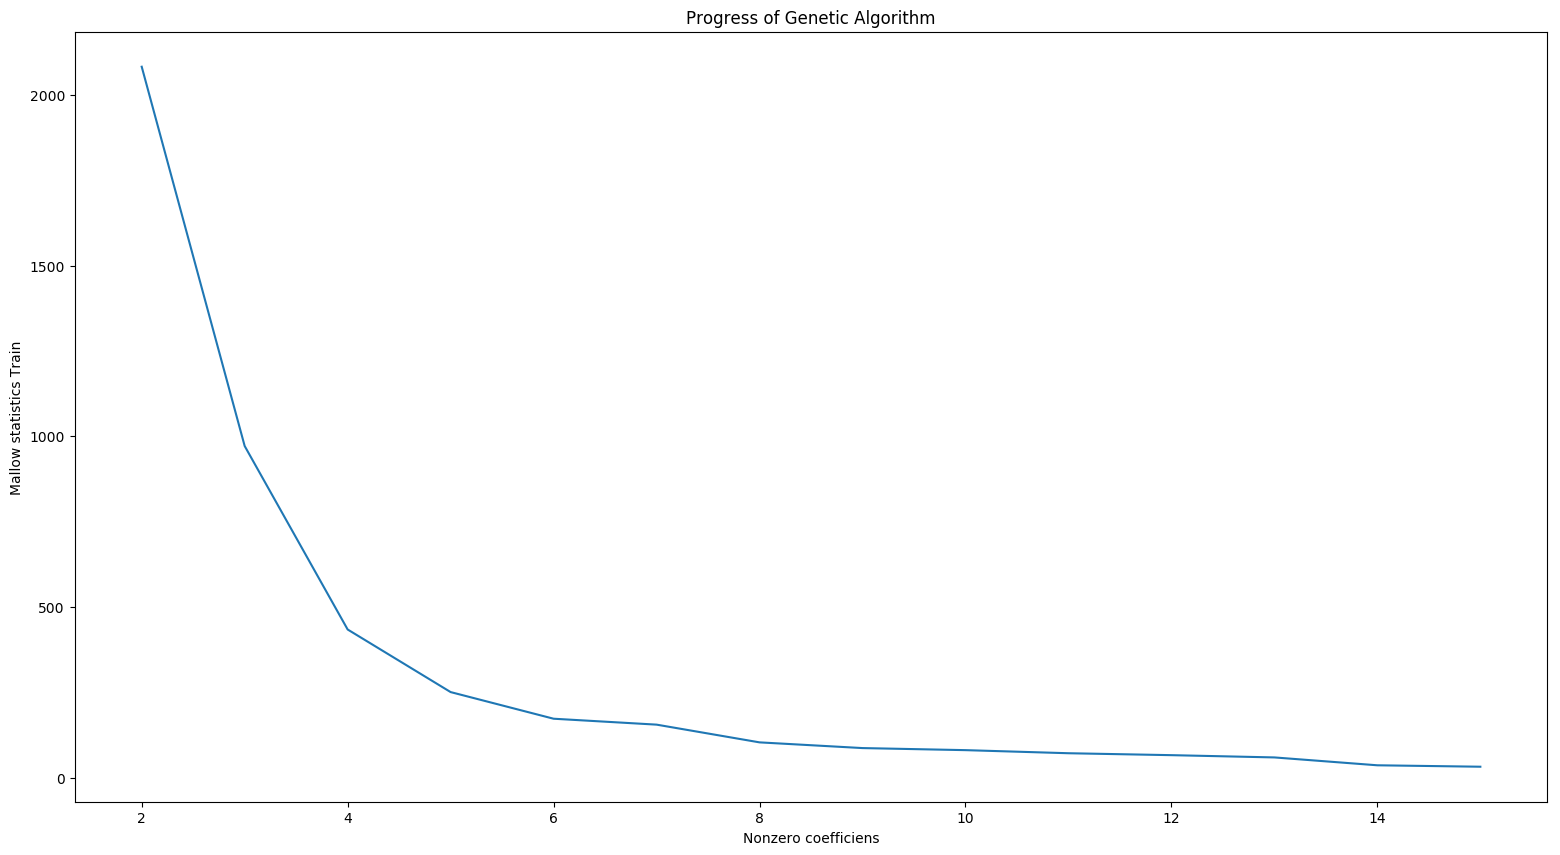 Progress of Genetic Algorithm
2000
1500
1000
500
0
Mallow statistics Train
2 4 6 8 10 12 14
Nonzero coefficiens